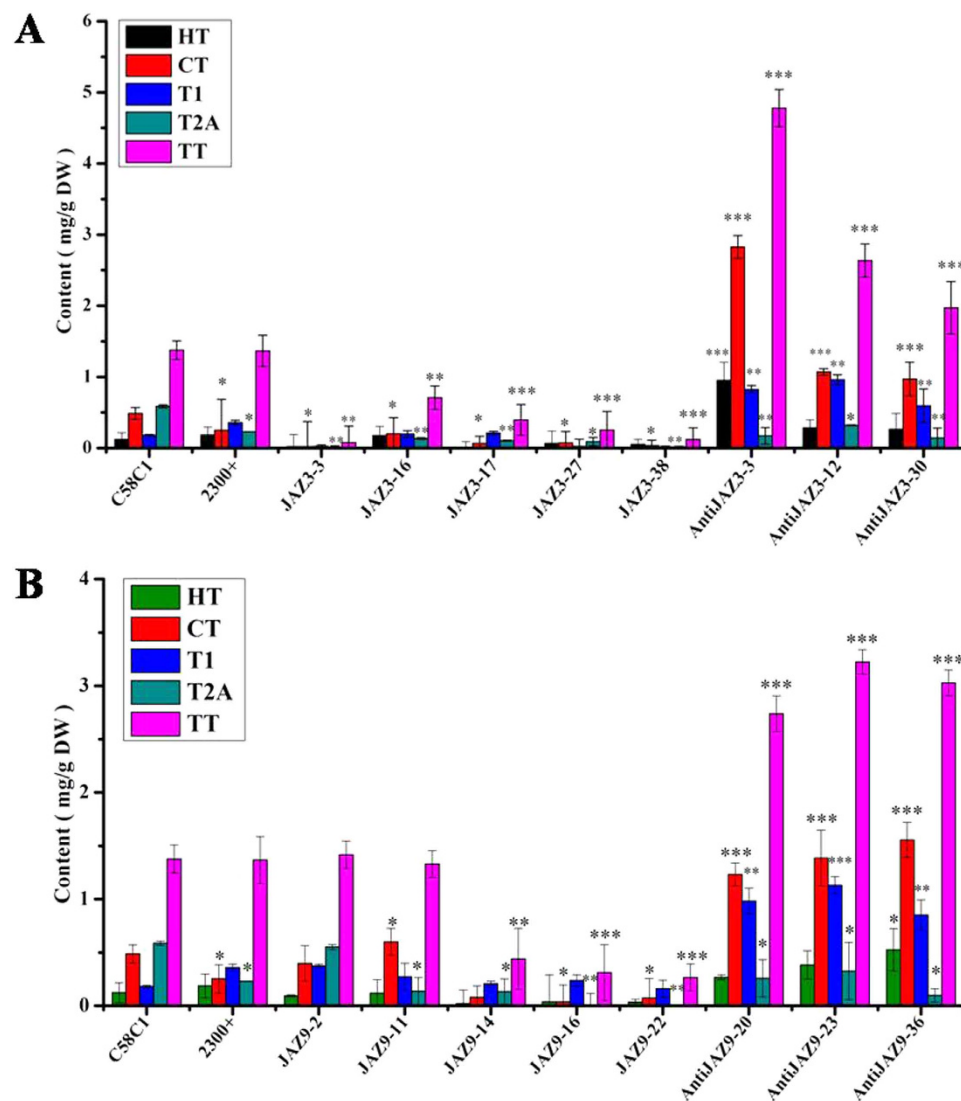 A
HT
CT
T1
T2A
TT
Content ( mg/g DW )
6
5
4
3
2
1
0
***
***
***
***
***
***
***
***
**
**
**
*
**
**
*
*
*
**
**
*
**
**
*
**
***
*
*
***
*
**
***
C58C1
2300+
JAZ3-3
JAZ3-16
JAZ3-17
JAZ3-27
JAZ3-38
AntiJAZ3-3
AntiJAZ3-12
AntiJAZ3-30
B
HT
CT
T1
T2A
TT
Content ( mg/g DW )
4
3
2
1
0
***
***
***
***
***
***
**
***
**
*
*
*
*
*
*
*
*
**
*
***
*
**
*
**
***
C58C1
2300+
JAZ9-2
JAZ9-11
JAZ9-14
JAZ9-16
JAZ9-22
AntiJAZ9-20
AntiJAZ9-23
AntiJAZ9-36